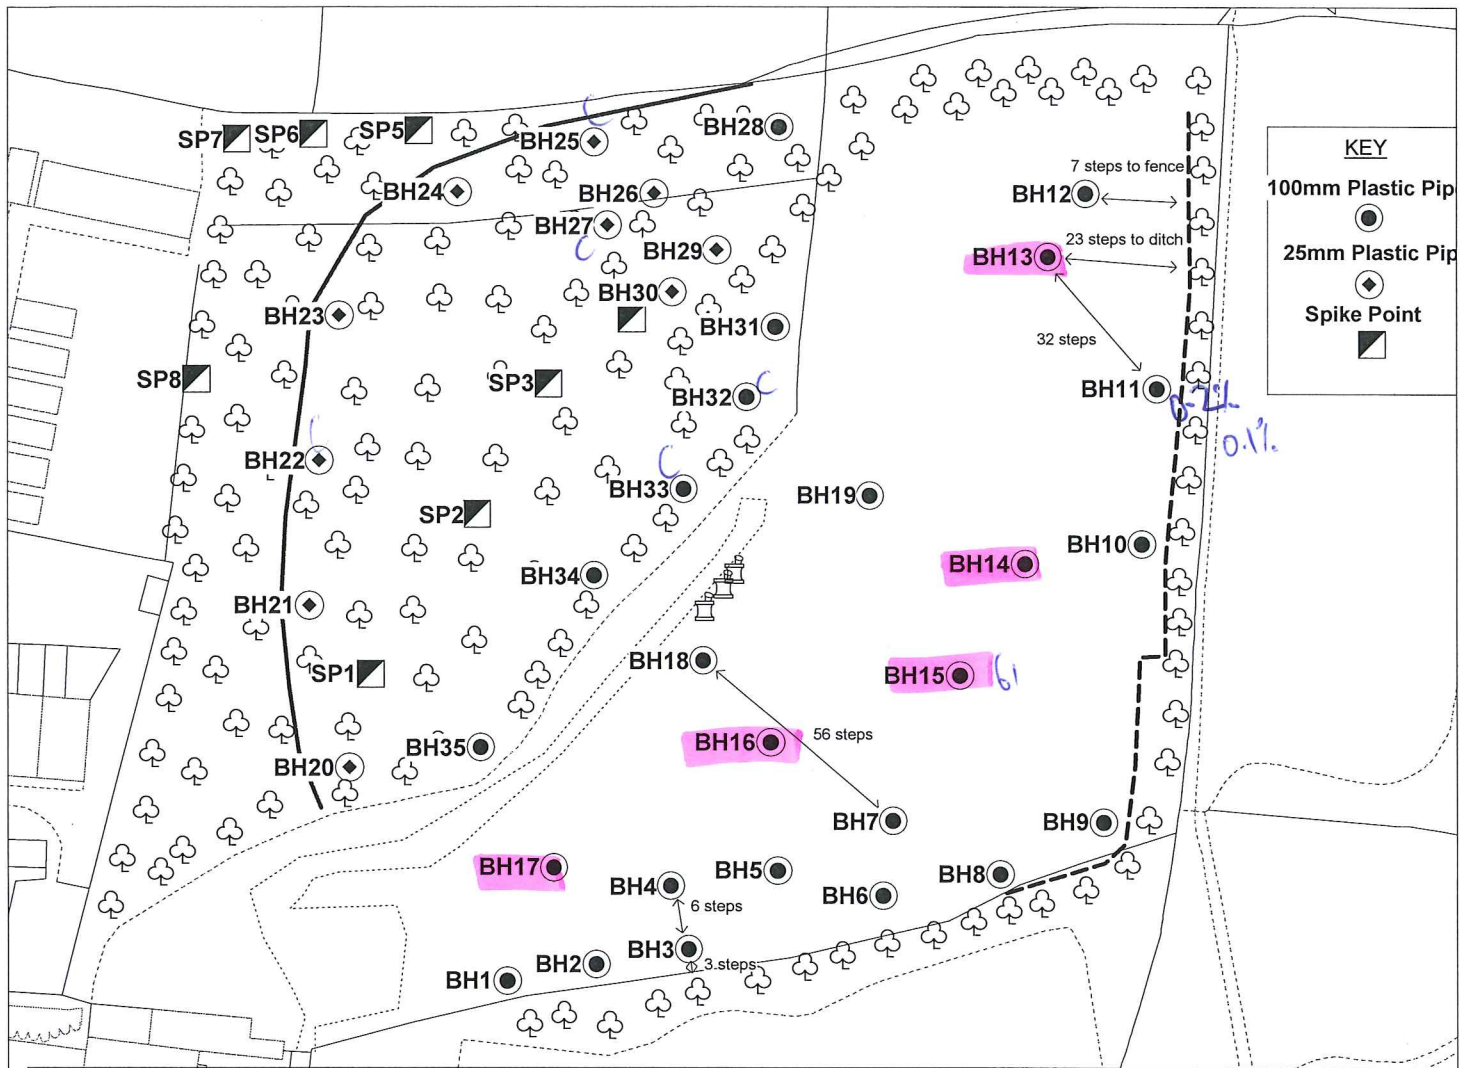 SP7
SP6
SP5
BH25
C
BH28
KEY
100mm Plastic Pip
25mm Plastic Pip
Spike Point
7 steps to fence
BH24
BH26
BH12
BH27
C
23 steps to ditch
BH29
BH13
BH30
BH23
BH31
32 steps
SP8
SP3
BH32
C
BH11
0.1%
BH22
C
BH33
BH19
SP2
BH10
BH14
BH34
BH21
BH18
SP1
BH15
61
BH16
56 steps
BH35
BH20
BH7
BH9
BH17
BH5
BH8
BH4
BH6
6 steps
BH3
3 steps
BH2
BH1